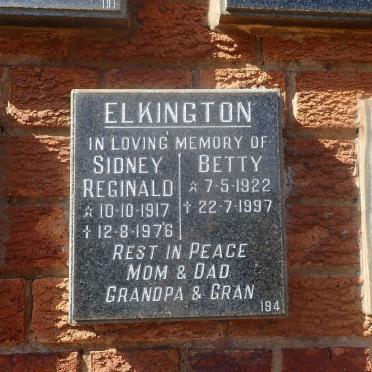 ELKINGTON
IN LOVING MEMORY OF
SIDNEY REGINALD
☆ 10-10-1917
✝ 12-8-1976
BETTY
☆ 7-5-1922
✝ 22-7-1997
REST IN PEACE
MOM & DAD
GRANDPA & GRAN
194